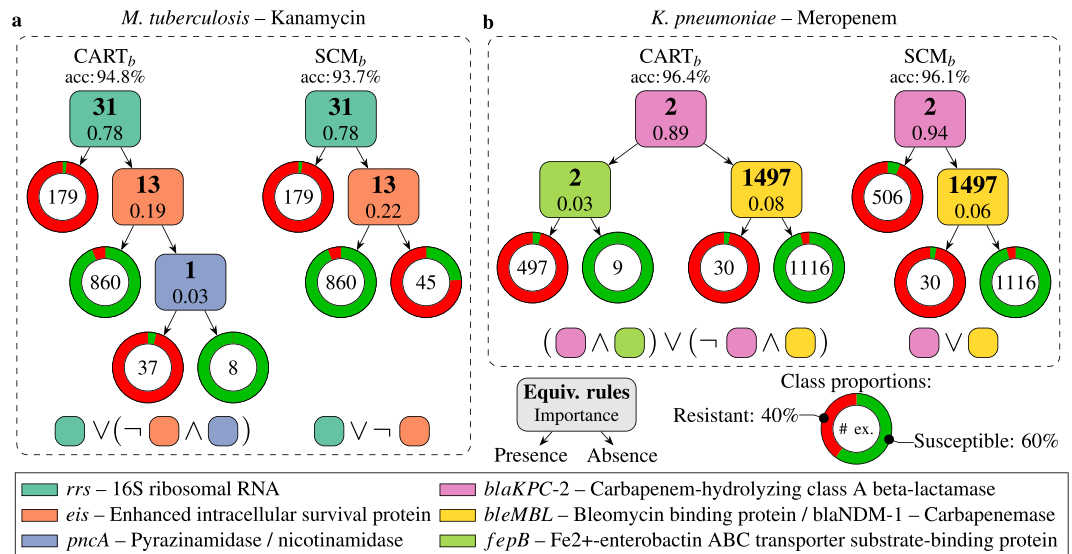 a
M. tuberculosis – Kanamycin
CART_b
acc:94.8%
31
0.78
179
13
0.19
860
1
0.03
37
8
∨(¬ ∧ )
SCM_b
acc:93.7%
31
0.78
179
13
0.22
860
45
∨ ¬
b
K. pneumoniae – Meropenem
CART_b
acc:96.4%
2
0.89
2
0.03
1497
0.08
497
9
30
1116
( ∧ ) ∨ (¬ ∧ )
SCM_b
acc:96.1%
2
0.94
506
1497
0.06
30
1116
∨
Equiv. rules
Importance
Presence
Absence
Class proportions:
Resistant: 40%
# ex.
Susceptible: 60%
rrs – 16S ribosomal RNA
eis – Enhanced intracellular survival protein
pncA – Pyrazinamidase / nicotinamidase
blaKPC-2 – Carbapenem-hydrolyzing class A beta-lactamase
bleMBL – Bleomycin binding protein / blaNDM-1 – Carbapenemase
fepB – Fe2+-enterobactin ABC transporter substrate-binding protein